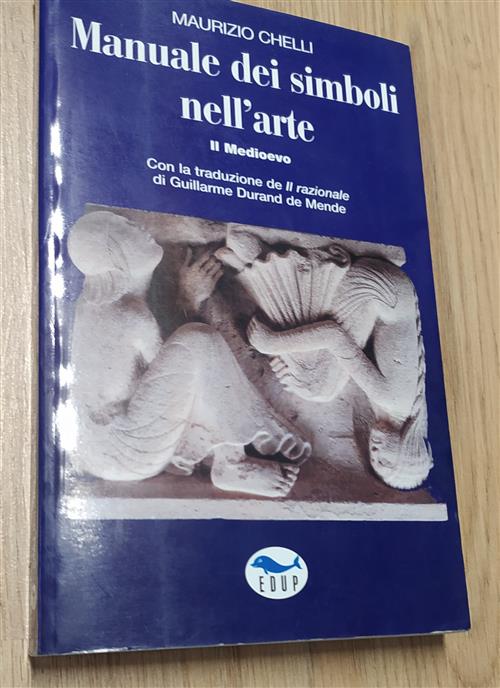 MAURIZIO CHELLI
Manuale dei simboli
nell'arte
Il Medioevo
Con la traduzione de Il razionale
di Guillarme Durand de Mende
EDUP